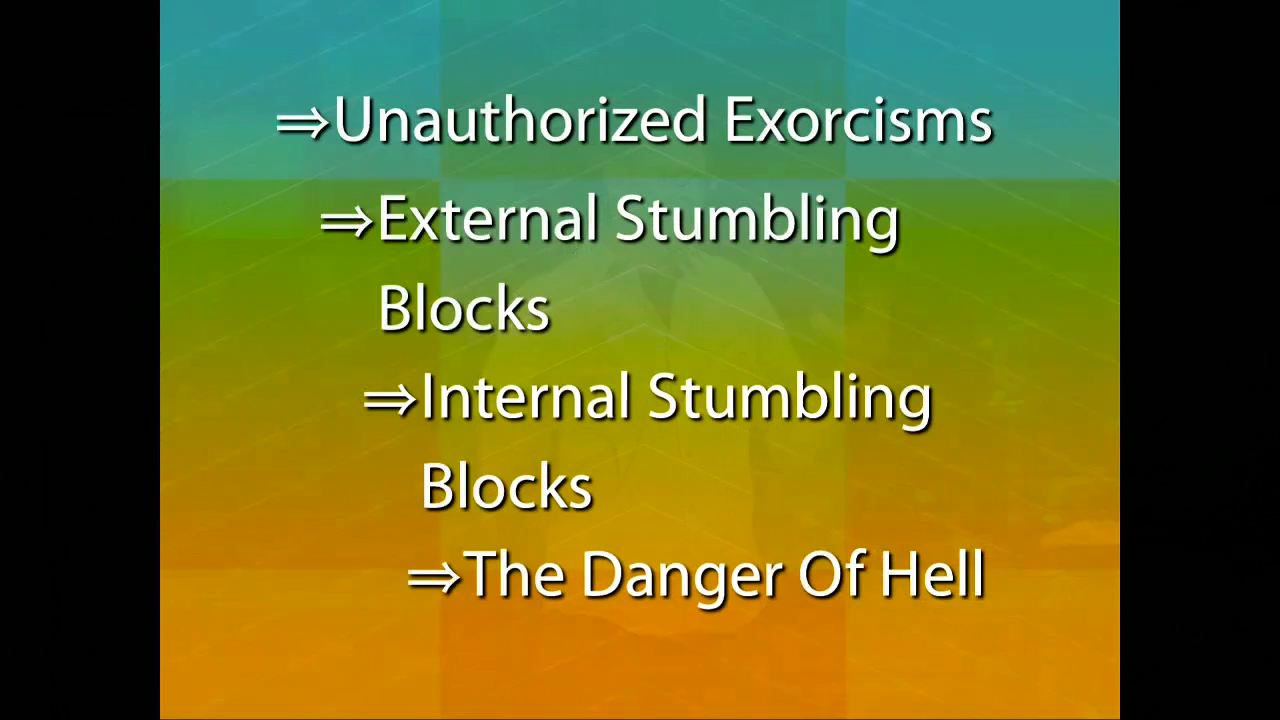 ⇒Unauthorized Exorcisms
⇒External Stumbling
Blocks
⇒Internal Stumbling
Blocks
⇒The Danger Of Hell